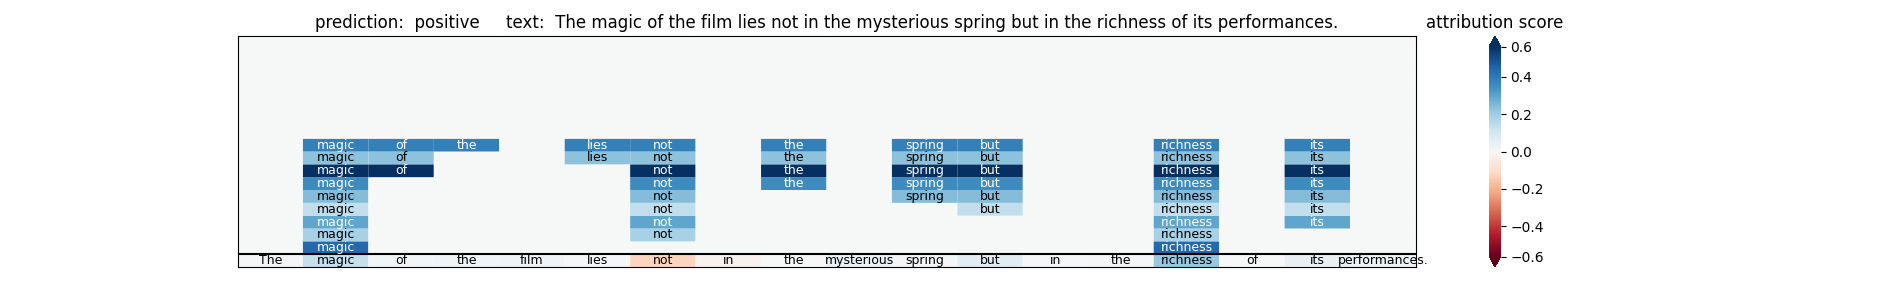 prediction: positive text: The magic of the film lies not in the mysterious spring but in the richness of its performances. attribution score
0.6
0.4
0.2
0.0
−0.2
−0.4
−0.6
magic of the lies not the spring but richness its
magic of lies not the spring but richness its
magic of not the spring but richness its
magic not the spring but richness its
magic not spring but richness its
magic not but richness its
magic not richness its
magic not richness
magic richness
The magic of the film lies not in the mysterious spring but in the richness of its performances.